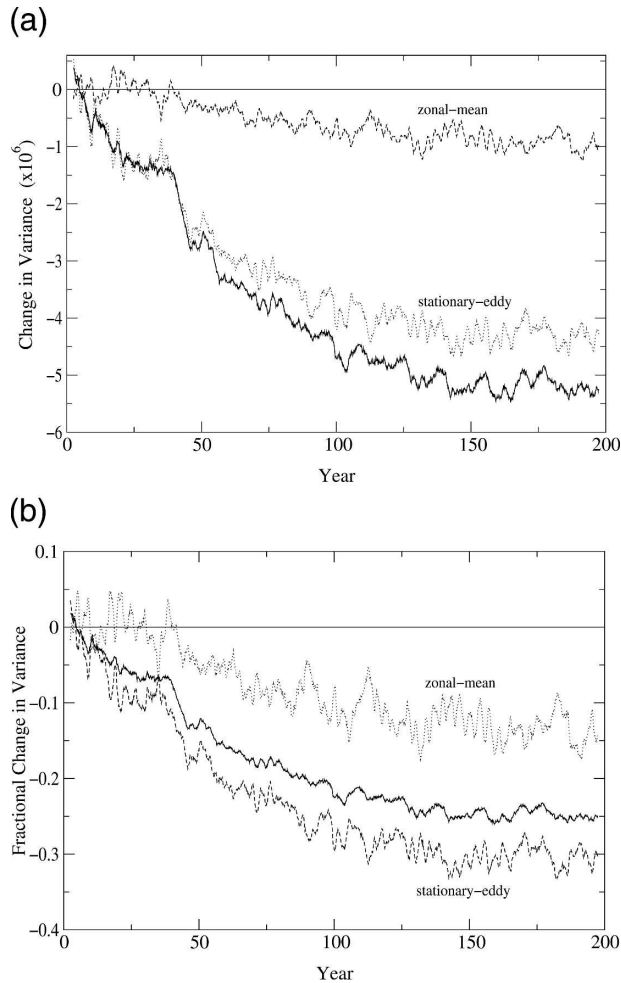 (a)
0
−1
−2
−3
−4
−5
−6
Change in Variance (x10⁶)
zonal−mean
stationary−eddy
0 50 100 150 200
Year
(b)
0.1
0
−0.1
−0.2
−0.3
−0.4
Fractional Change in Variance
zonal−mean
stationary−eddy
0 50 100 150 200
Year